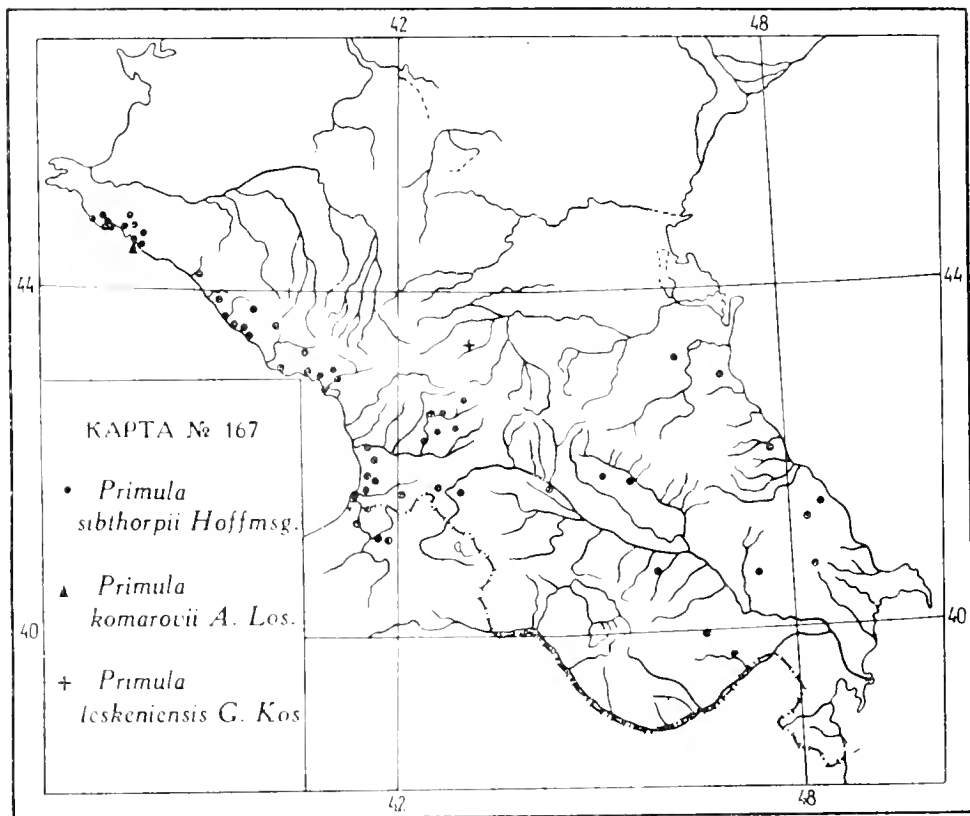 42 48
44 44
КАРТА № 167
Primula
sibthorpii Hoffmsg.
Primula
komarovii A. Los.
40 40
Primula
leskeniensis G. Kos
42 48